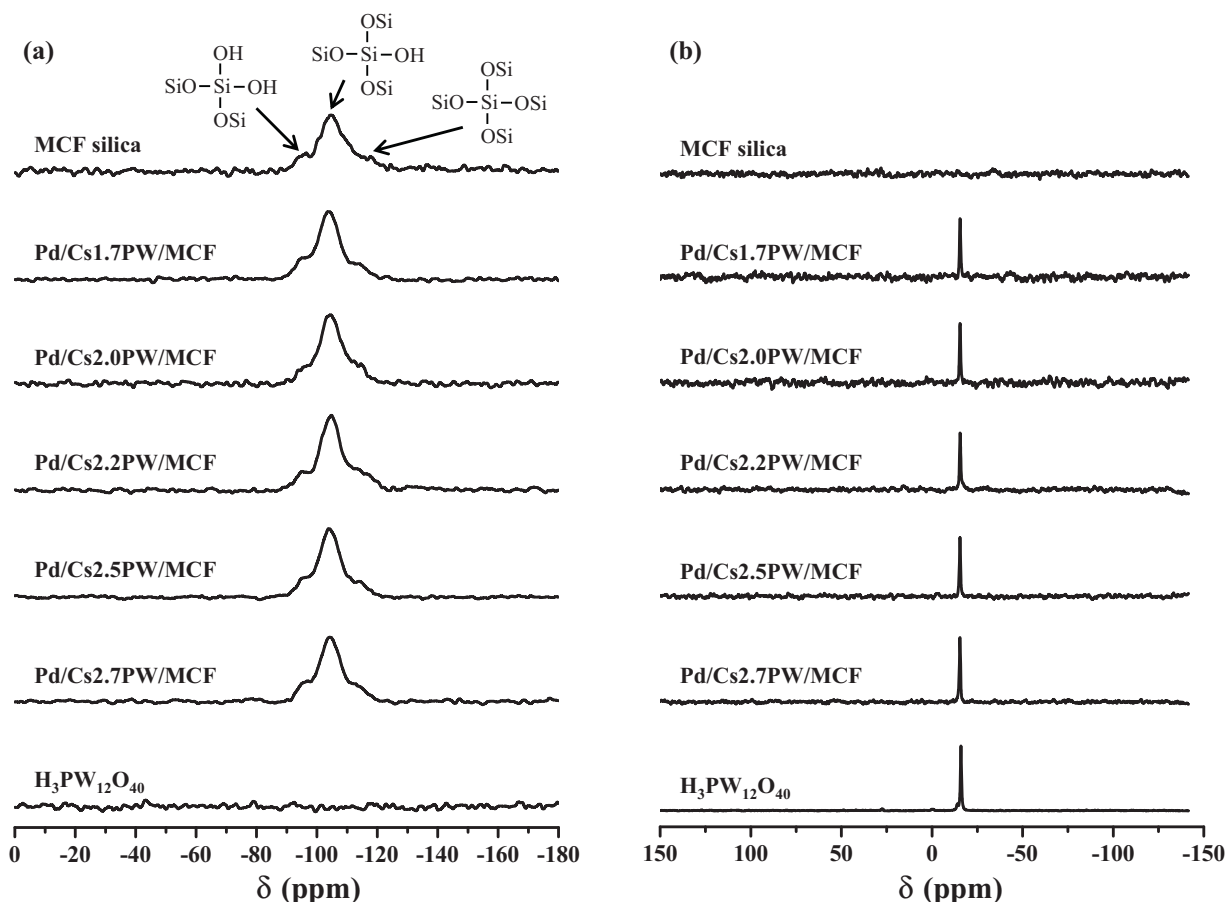 (a)
OH
SiO–Si–OH
OSi
OSi
SiO–Si–OH
OSi
OSi
SiO–Si–OSi
OSi
MCF silica
Pd/Cs1.7PW/MCF
Pd/Cs2.0PW/MCF
Pd/Cs2.2PW/MCF
Pd/Cs2.5PW/MCF
Pd/Cs2.7PW/MCF
H₃PW₁₂O₄₀
0 -20 -40 -60 -80 -100 -120 -140 -160 -180
δ (ppm)
(b)
MCF silica
Pd/Cs1.7PW/MCF
Pd/Cs2.0PW/MCF
Pd/Cs2.2PW/MCF
Pd/Cs2.5PW/MCF
Pd/Cs2.7PW/MCF
H₃PW₁₂O₄₀
150 100 50 0 -50 -100 -150
δ (ppm)